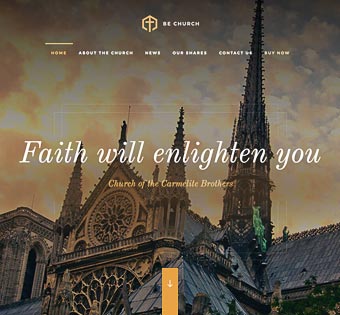 BE CHURCH
HOME ABOUT THE CHURCH NEWS OUR SHARES CONTACT US BUY NOW
Faith will enlighten you
Church of the Carmelite Brothers